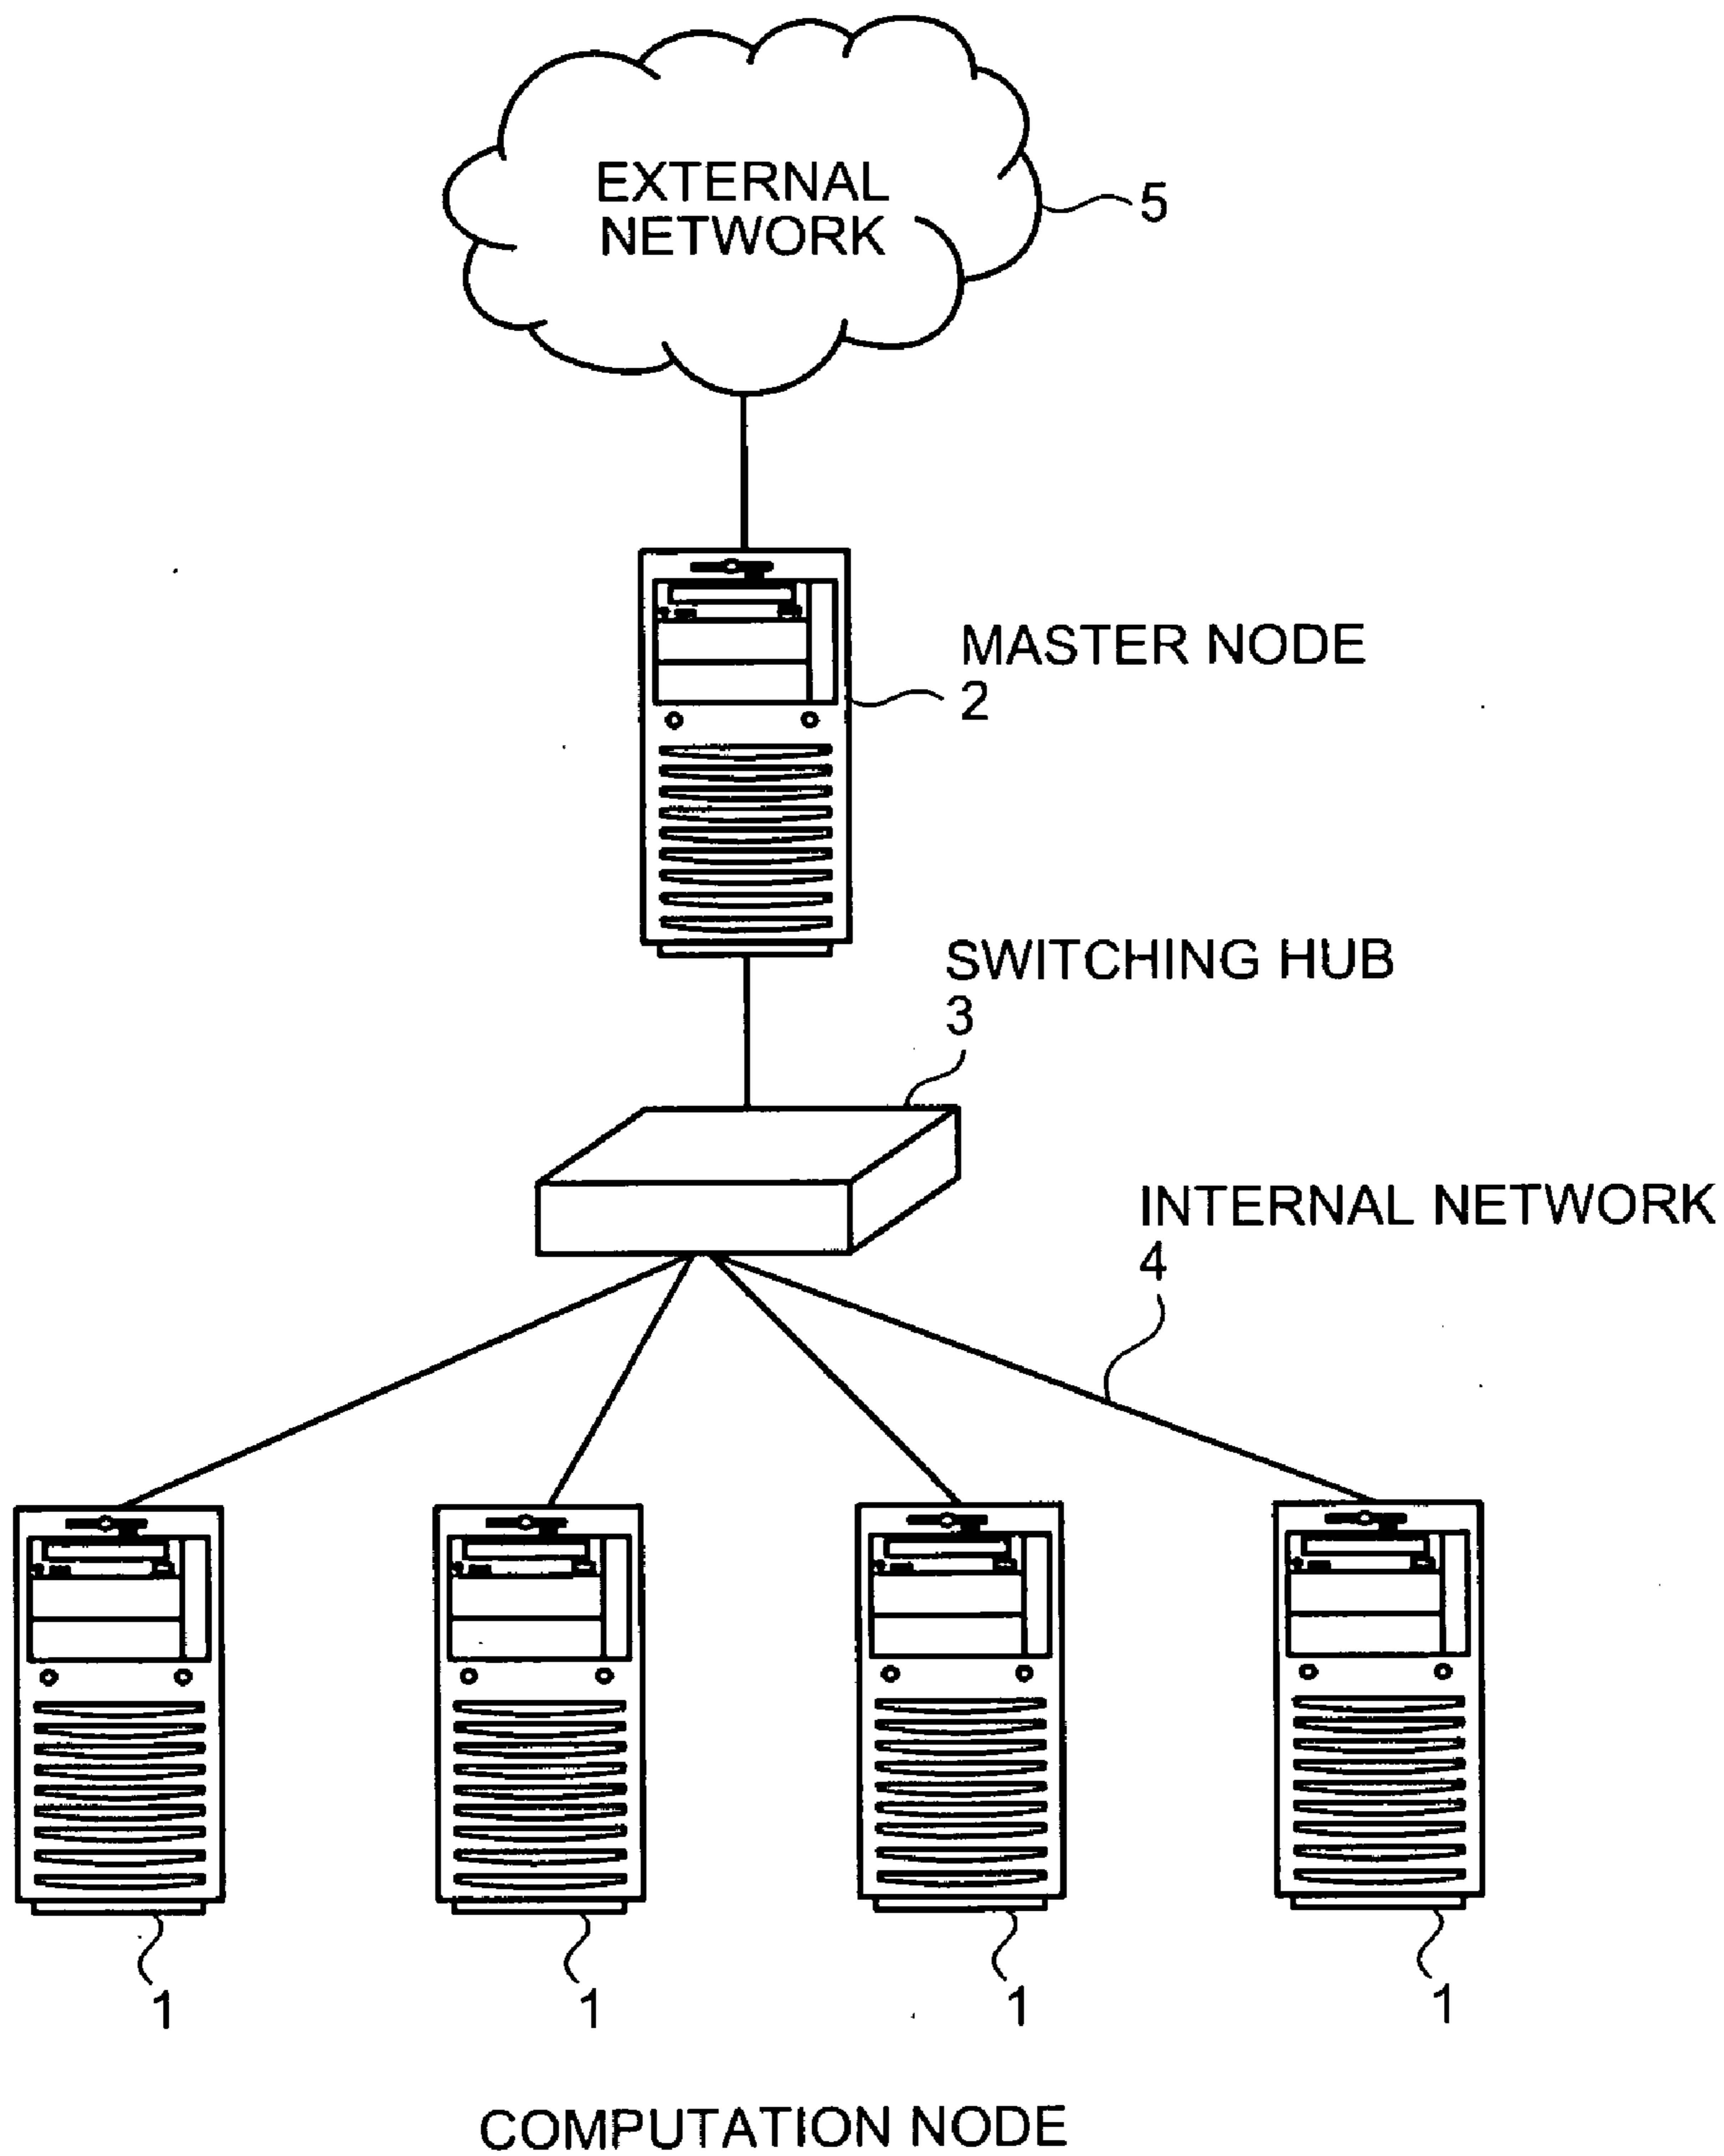 EXTERNAL
NETWORK
5
MASTER NODE
2
SWITCHING HUB
3
INTERNAL NETWORK
4
1
1
1
1
COMPUTATION NODE